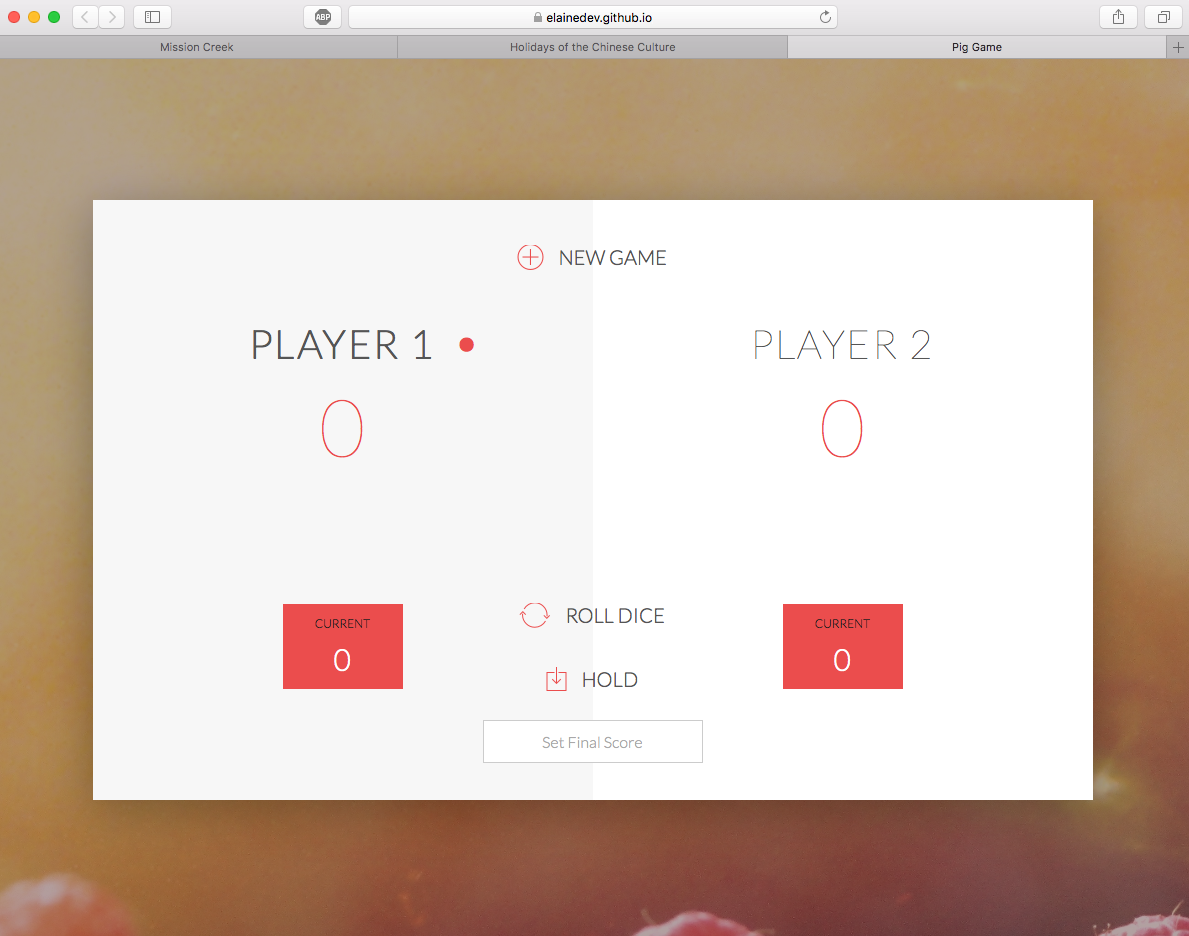 ABP
elainedev.github.io
Mission Creek
Holidays of the Chinese Culture
Pig Game
NEW GAME
PLAYER 1
PLAYER 2
0
0
CURRENT
0
ROLL DICE
HOLD
CURRENT
0
Set Final Score